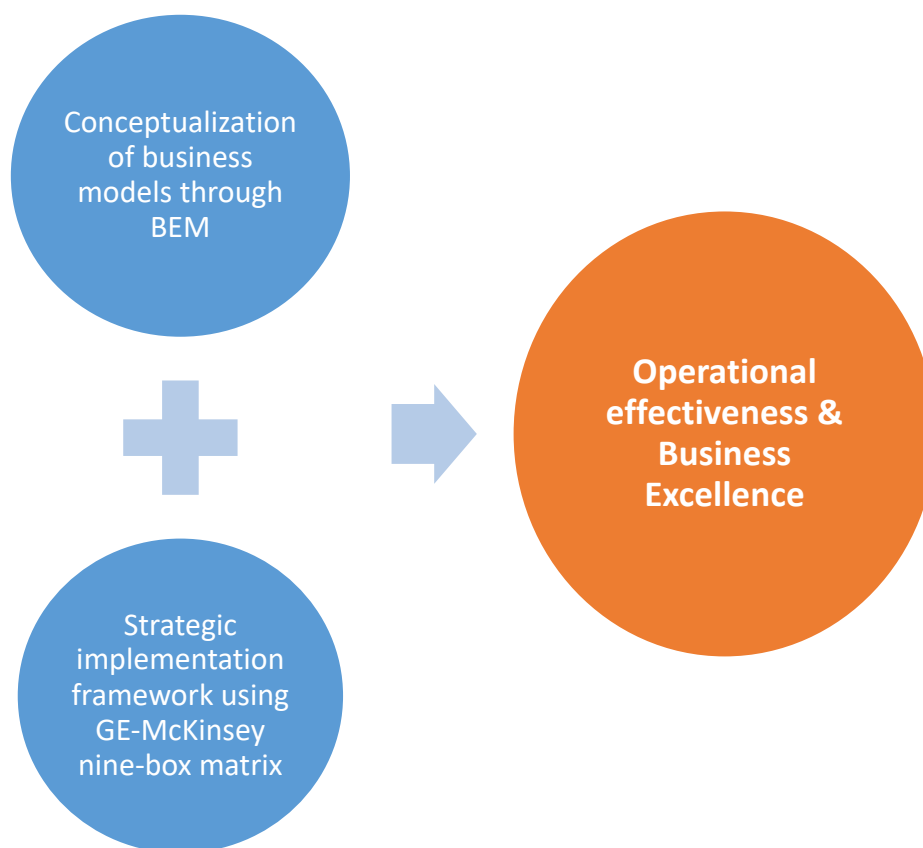 Conceptualization
of business
models through
BEM
Strategic
implementation
framework using
GE-McKinsey
nine-box matrix
Operational
effectiveness &
Business
Excellence